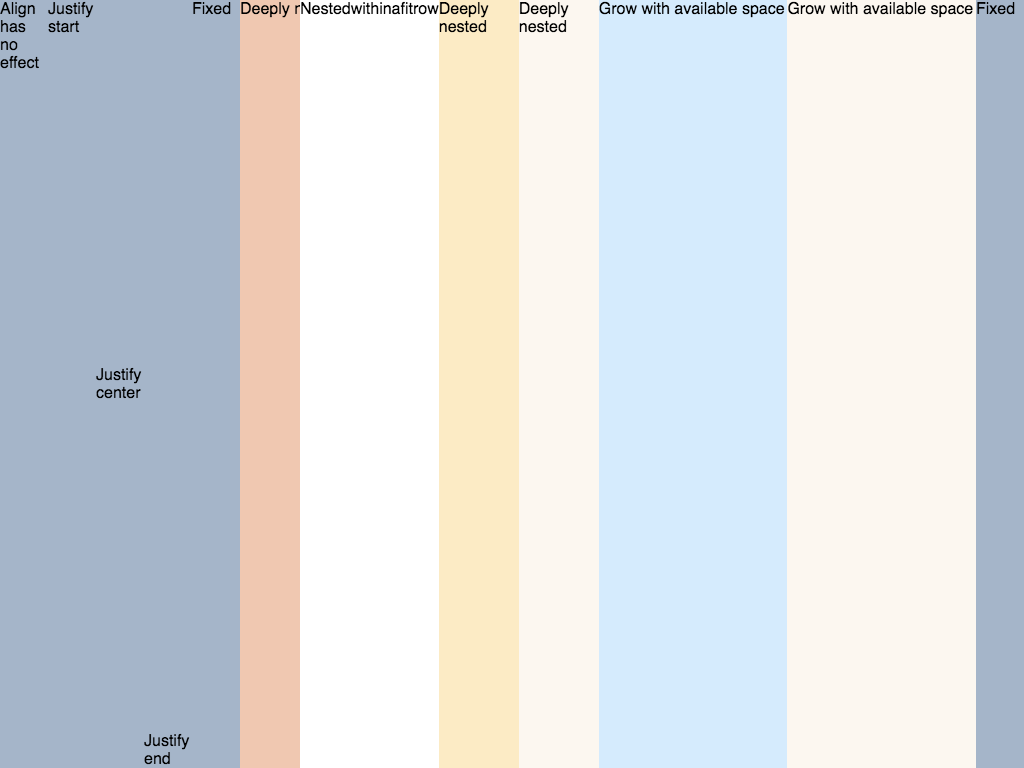 Align
has
no
effect
Justify
start
Justify
center
Justify
end
Fixed
Deeply r
Nestedwithinafitrow
Deeply
nested
Deeply
nested
Grow with available space
Grow with available space
Fixed